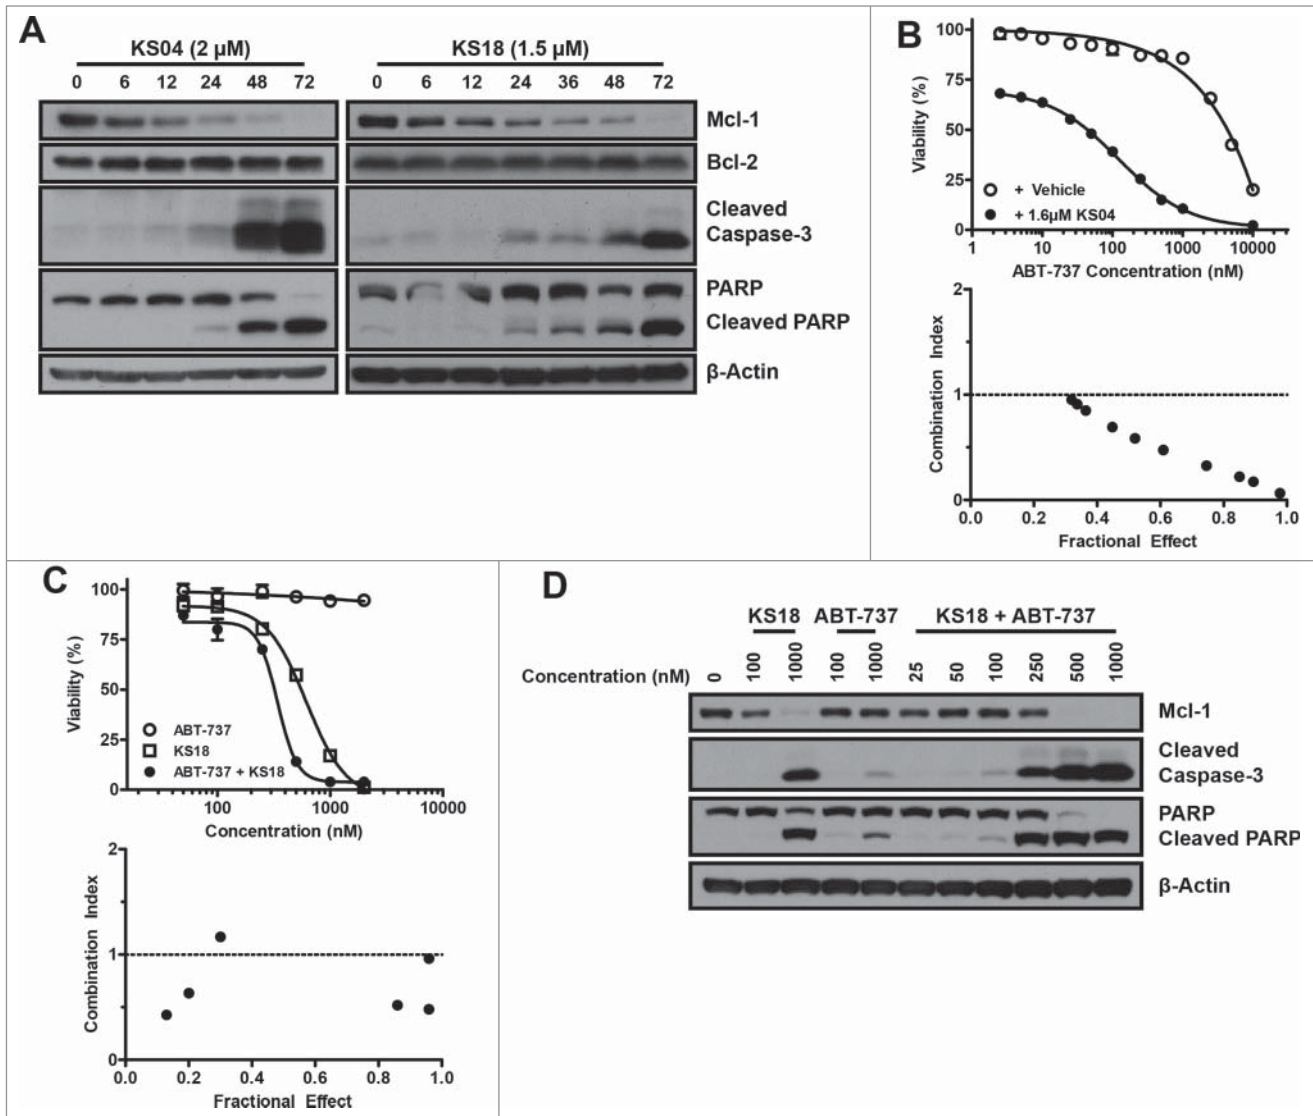 A
KS04 (2 µM)
KS18 (1.5 µM)
0 6 12 24 48 72
0 6 12 24 36 48 72
Mcl-1
Bcl-2
Cleaved
Caspase-3
PARP
Cleaved PARP
β-Actin
B
Viability (%)
100
75
50
25
0
+ Vehicle
+ 1.6µM KS04
1 10 100 1000 10000
ABT-737 Concentration (nM)
Combination Index
2
1
0
0.0 0.2 0.4 0.6 0.8 1.0
Fractional Effect
C
Viability (%)
100
75
50
25
0
ABT-737
KS18
ABT-737 + KS18
100 1000 10000
Concentration (nM)
Combination Index
2
1
0
0.0 0.2 0.4 0.6 0.8 1.0
Fractional Effect
D
KS18 ABT-737 KS18 + ABT-737
Concentration (nM) 0 100 1000 100 1000 25 50 100 250 500 1000
Mcl-1
Cleaved
Caspase-3
PARP
Cleaved PARP
β-Actin